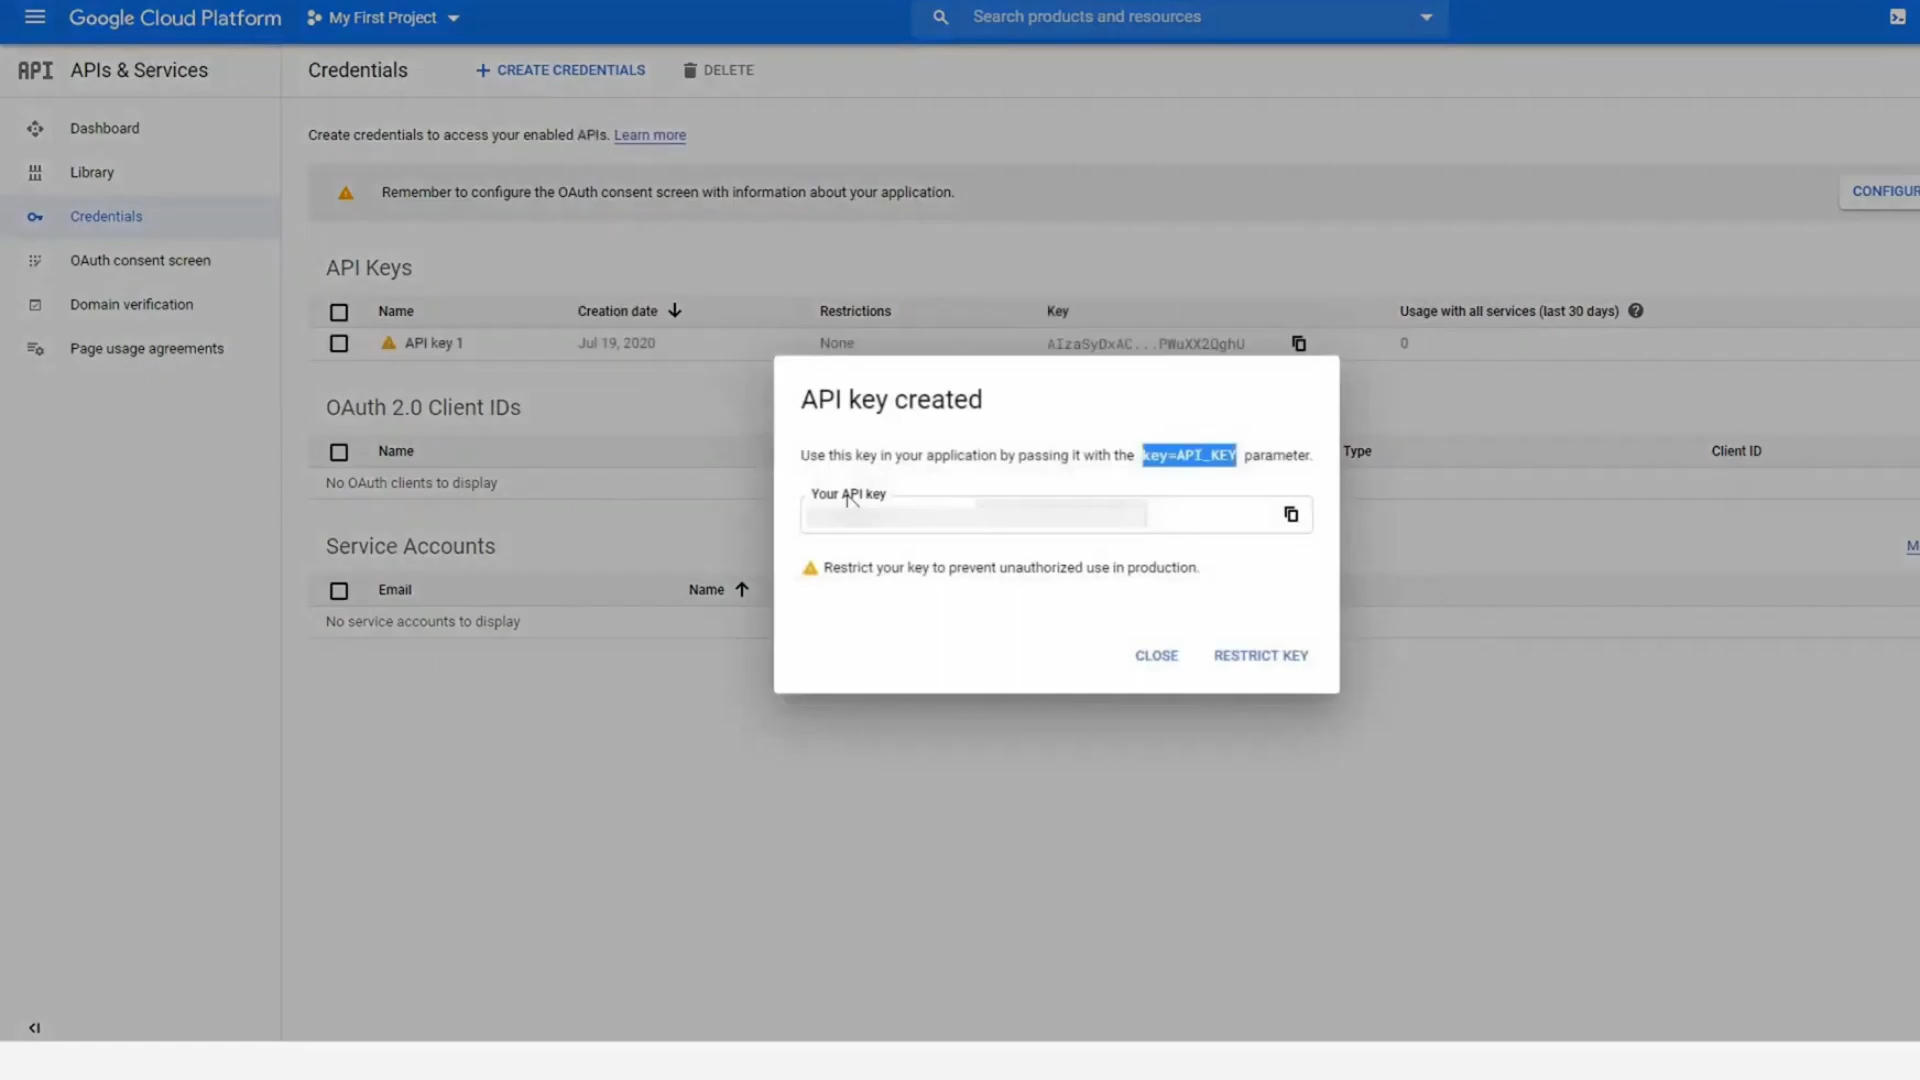 Google Cloud Platform
My First Project
Search products and resources
API APIs & Services
Credentials
CREATE CREDENTIALS
DELETE
Dashboard
Library
Credentials
OAuth consent screen
Domain verification
Page usage agreements
Create credentials to access your enabled APIs. Learn more
Remember to configure the OAuth consent screen with information about your application.
CONFIGUR
API Keys
Name Creation date Restrictions Key Usage with all services (last 30 days)
API key 1 Jul 19, 2020 None AIzaSyDxAC...PWuXX2QghU 0
OAuth 2.0 Client IDs
Name Type Client ID
No OAuth clients to display
Service Accounts
M
Email Name
No service accounts to display
API key created
Use this key in your application by passing it with the key=API_KEY parameter.
Your API key
Restrict your key to prevent unauthorized use in production.
CLOSE RESTRICT KEY